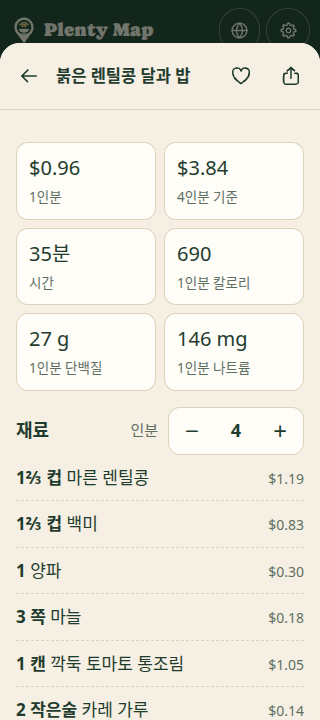 Plenty Map
붉은 렌틸콩 달과 밥
$0.96
1인분
$3.84
4인분 기준
35분
시간
690
1인분 칼로리
27 g
1인분 단백질
146 mg
1인분 나트륨
재료
인분
− 4 +
1⅔ 컵 마른 렌틸콩 $1.19
1⅔ 컵 백미 $0.83
1 양파 $0.30
3 쪽 마늘 $0.18
1 캔 깍둑 토마토 통조림 $1.05
2 작은술 카레 가루 $0.14